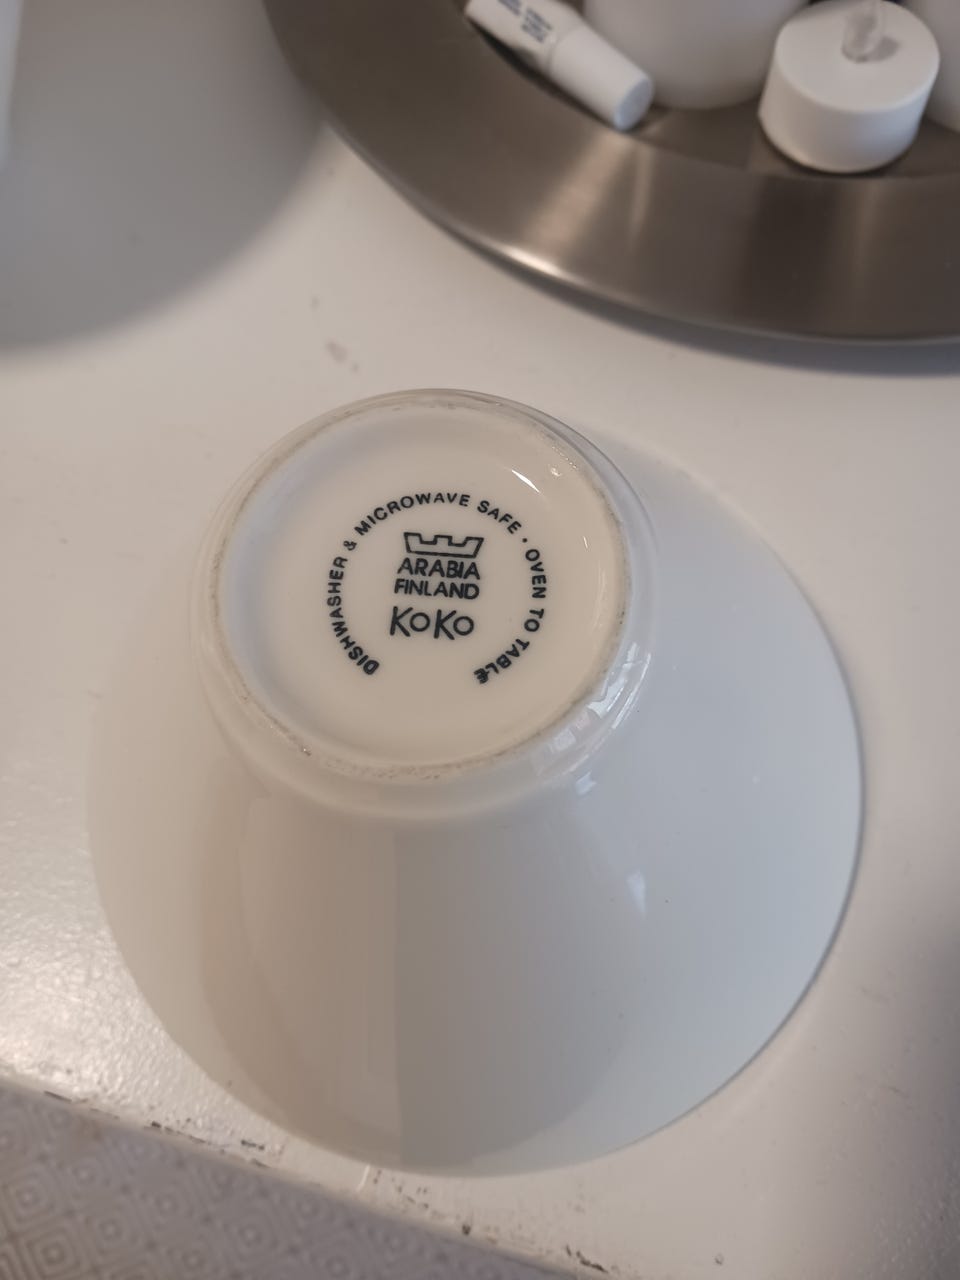 DISHWASHER & MICROWAVE SAFE · OVEN TO TABLE
ARABIA
FINLAND
KoKo